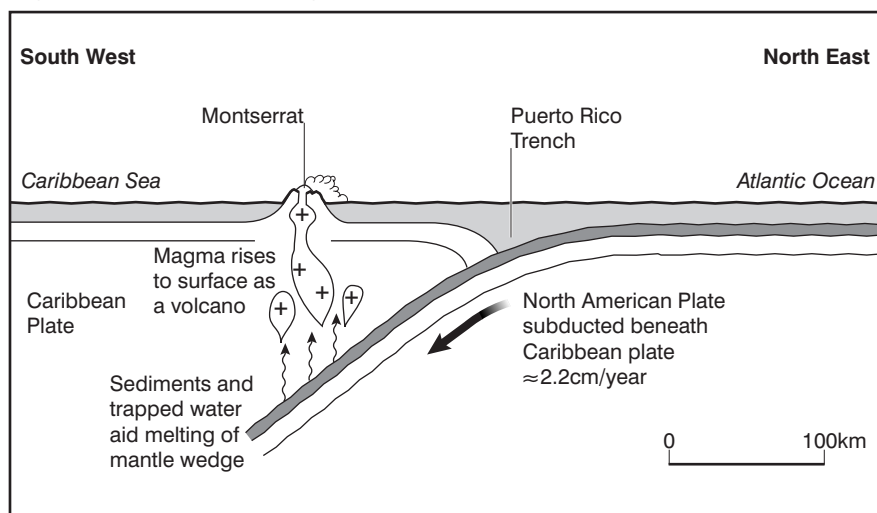 South West
North East
Montserrat
Puerto Rico
Trench
Caribbean Sea
Atlantic Ocean
Magma rises
to surface as
a volcano
Caribbean
Plate
North American Plate
subducted beneath
Caribbean plate
≈2.2cm/year
Sediments and
trapped water
aid melting of
mantle wedge
0
100km